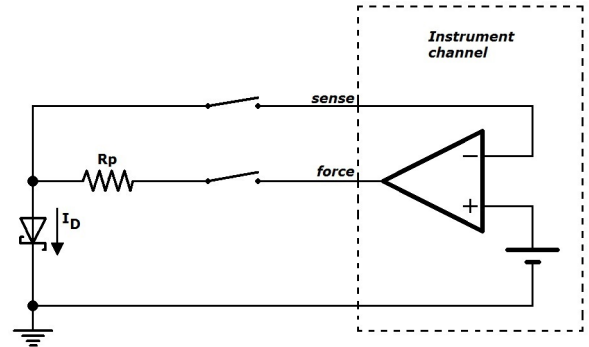 Instrument
channel
sense
Rp
force
−
+
I_D